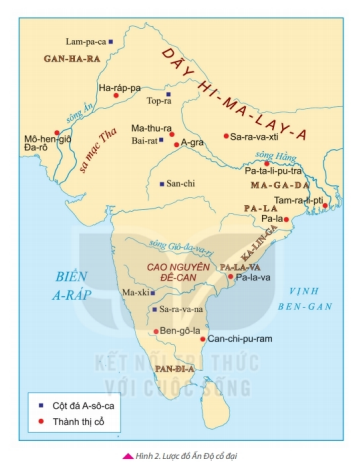 Lam-pa-ca
GAN-HA-RA
DÃY HI-MA-LAY-A
Ha-ráp-pa
sông Ấn
Top-ra
Mô-hen-giô
Đa-rô
sa mạc Tha
Ma-thu-ra
Bai-rat
A-gra
Sa-ra-va-xti
sông Hằng
Pa-ta-li-pu-tra
MA-GA-DA
San-chi
Tam-ra-li-pti
PA-LA
Pa-la
KA-LIN-GA
sông Gô-đa-va-ri
CAO NGUYÊN
ĐÊ-CAN
PA-LA-VA
Pa-la-va
BIỂN
A-RÁP
VỊNH
BEN-GAN
Ma-xki
Sa-ra-va-na
Ben-gô-la
Can-chi-pu-ram
KẾT NỐI TRI THỨC
VỚI CUỘC SỐNG
PAN-ĐI-A
Cột đá A-sô-ca
Thành thị cổ
Hình 2. Lược đồ Ấn Độ cổ đại